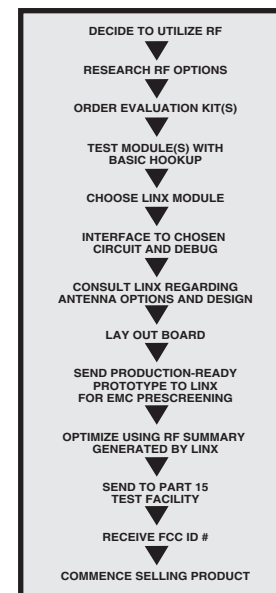 DECIDE TO UTILIZE RF
RESEARCH RF OPTIONS
ORDER EVALUATION KIT(S)
TEST MODULE(S) WITH
BASIC HOOKUP
CHOOSE LINX MODULE
INTERFACE TO CHOSEN
CIRCUIT AND DEBUG
CONSULT LINX REGARDING
ANTENNA OPTIONS AND DESIGN
LAY OUT BOARD
SEND PRODUCTION-READY
PROTOTYPE TO LINX
FOR EMC PRESCREENING
OPTIMIZE USING RF SUMMARY
GENERATED BY LINX
SEND TO PART 15
TEST FACILITY
RECEIVE FCC ID #
COMMENCE SELLING PRODUCT